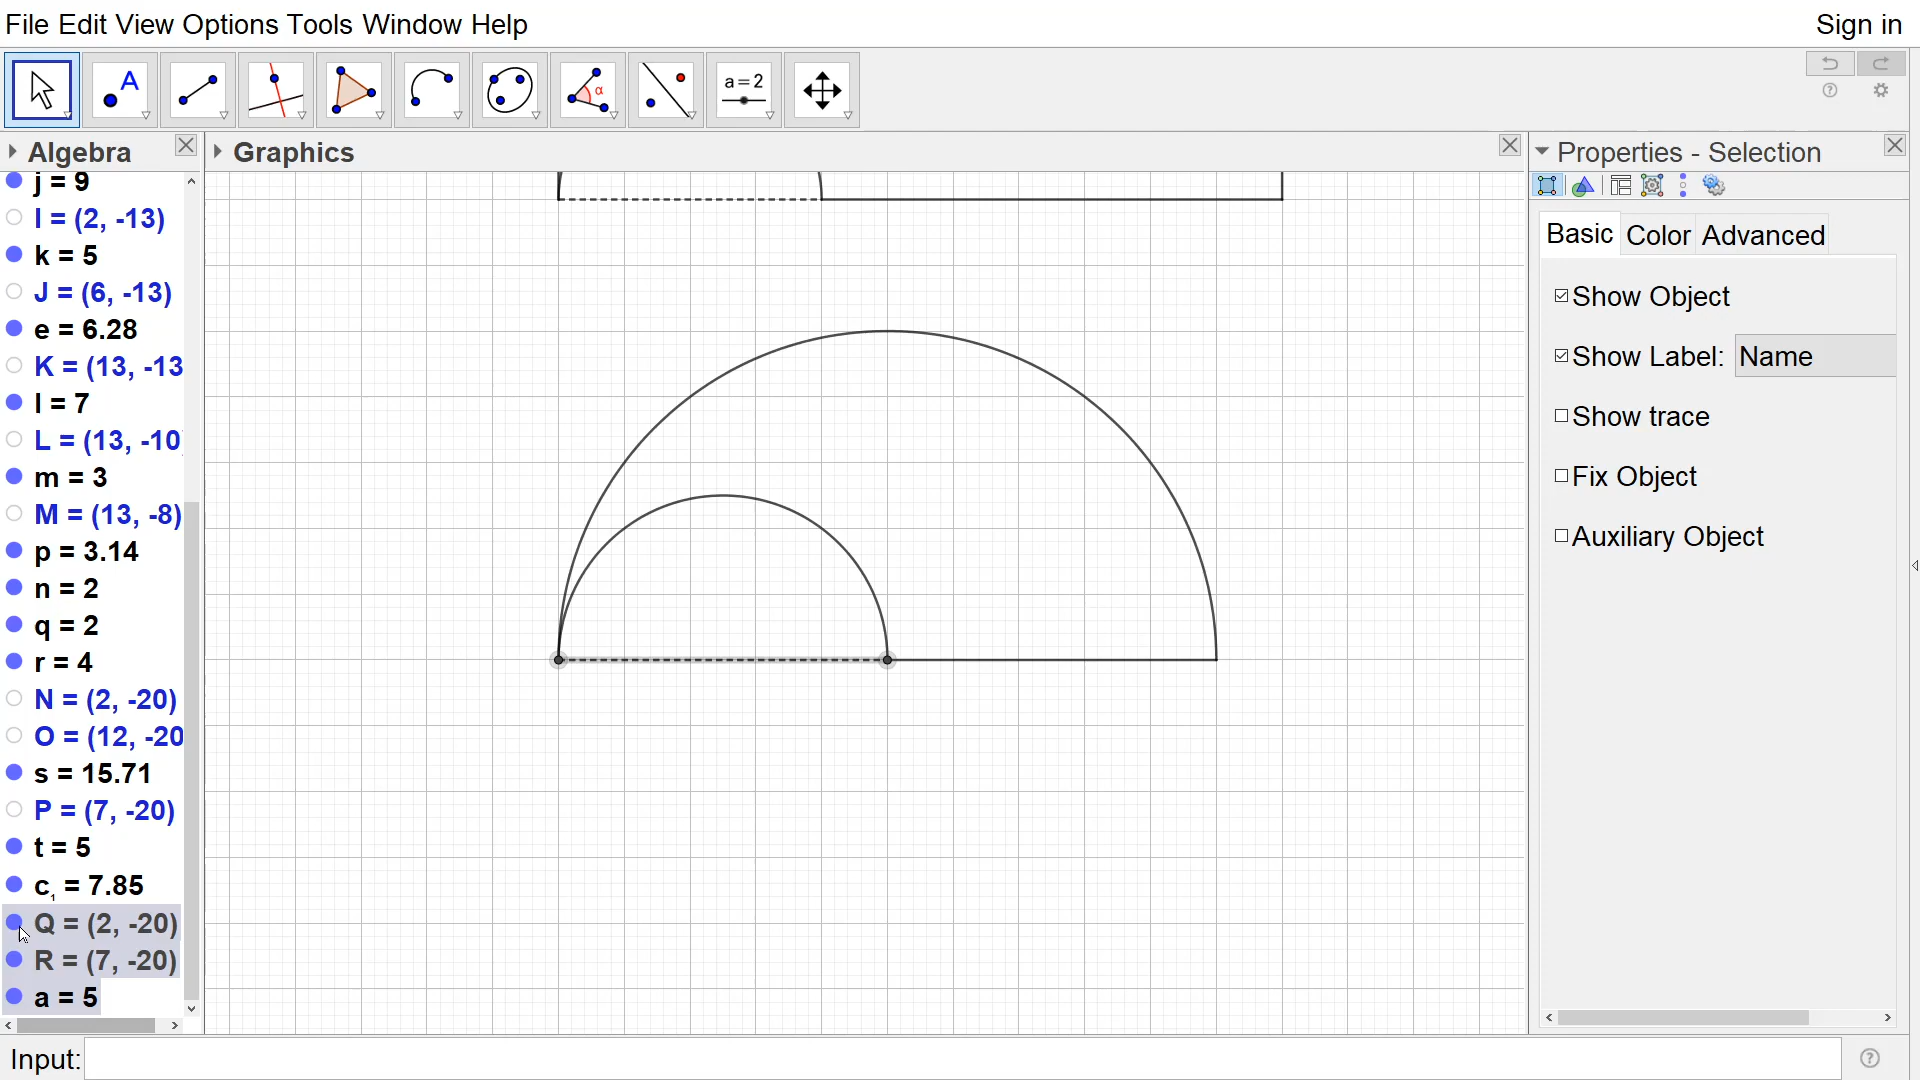 File Edit View Options Tools Window Help
Sign in
A
α
a=2
Algebra
Graphics
Properties - Selection
j = 9
I = (2, -13)
k = 5
J = (6, -13)
e = 6.28
K = (13, -13
l = 7
L = (13, -10)
m = 3
M = (13, -8)
p = 3.14
n = 2
q = 2
r = 4
N = (2, -20)
O = (12, -20
s = 15.71
P = (7, -20)
t = 5
c₁ = 7.85
Q = (2, -20)
R = (7, -20)
a = 5
Basic Color Advanced
Show Object
Show Label: Name
Show trace
Fix Object
Auxiliary Object
Input: